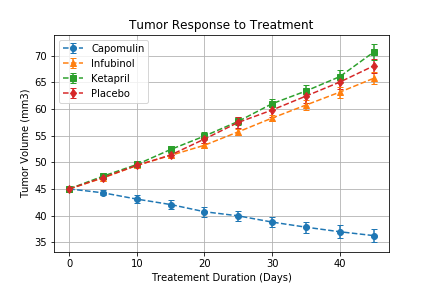 Tumor Response to Treatment
Capomulin
Infubinol
Ketapril
Placebo
Tumor Volume (mm3)
70
65
60
55
50
45
40
35
0 10 20 30 40
Treatement Duration (Days)